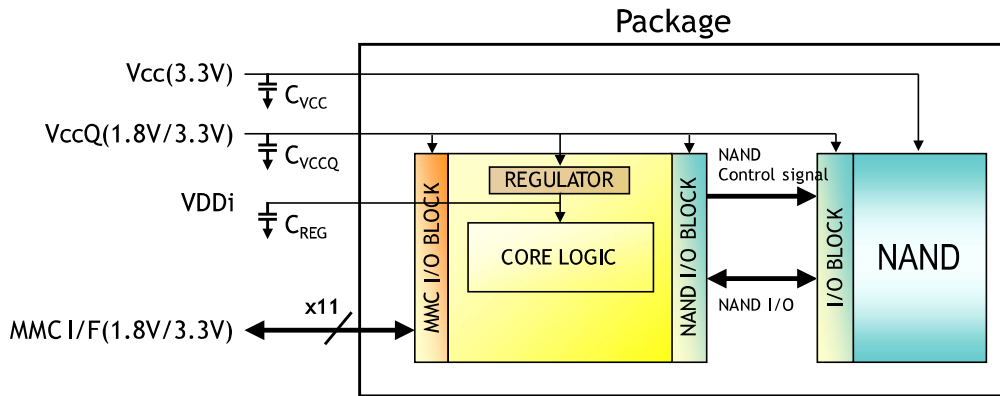 Package
Vcc(3.3V)
CVCC
VccQ(1.8V/3.3V)
CVCCQ
VDDi
CREG
MMC I/F(1.8V/3.3V)
x11
MMC I/O BLOCK
REGULATOR
CORE LOGIC
NAND I/O BLOCK
NAND
Control signal
NAND I/O
I/O BLOCK
NAND